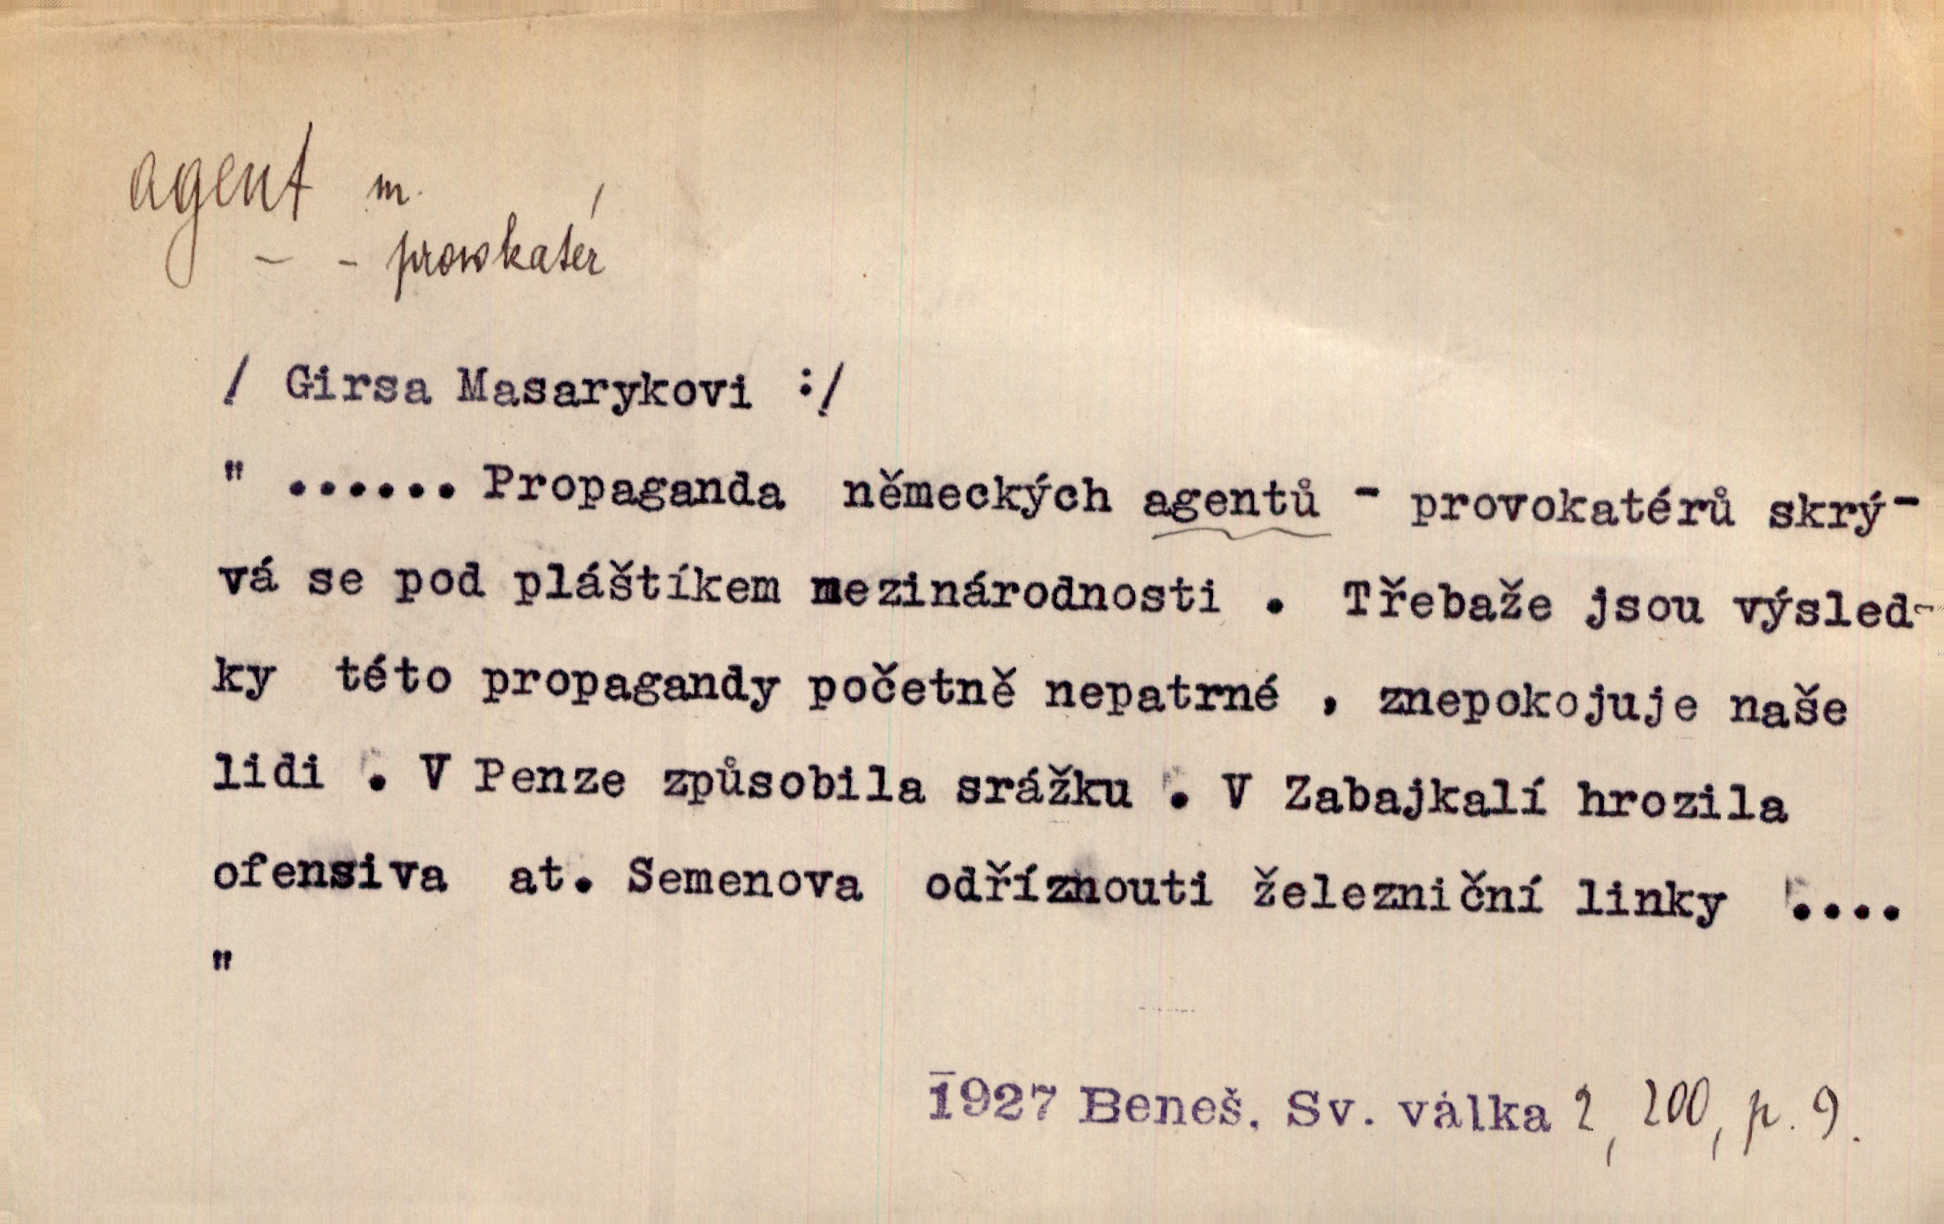 agent m.
– – provokatér
/ Girsa Masarykovi :/
" ...... Propaganda německých agentů - provokatérů skrý-
vá se pod pláštíkem mezinárodnosti . Třebaže jsou výsled-
ky této propagandy početně nepatrné , znepokojuje naše
lidi . V Penze způsobila srážku . V Zabajkalí hrozila
ofensiva at. Semenova odříznouti železniční linky ....
"
1927 Beneš, Sv. válka 2, 200, p. 9.